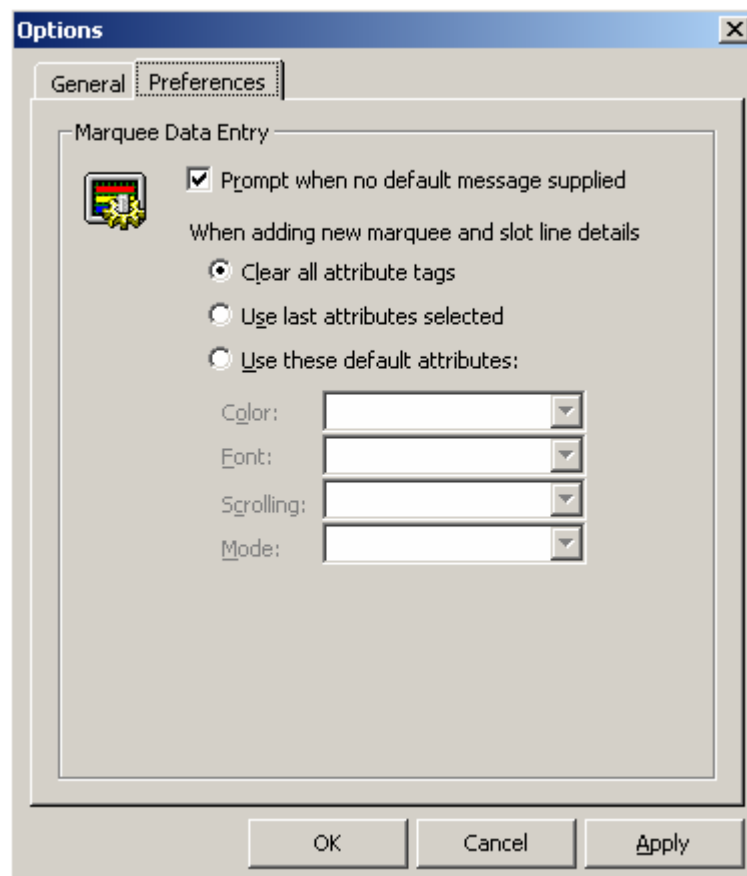 Options
General Preferences
Marquee Data Entry
Prompt when no default message supplied
When adding new marquee and slot line details
Clear all attribute tags
Use last attributes selected
Use these default attributes:
Color:
Font:
Scrolling:
Mode:
OK Cancel Apply